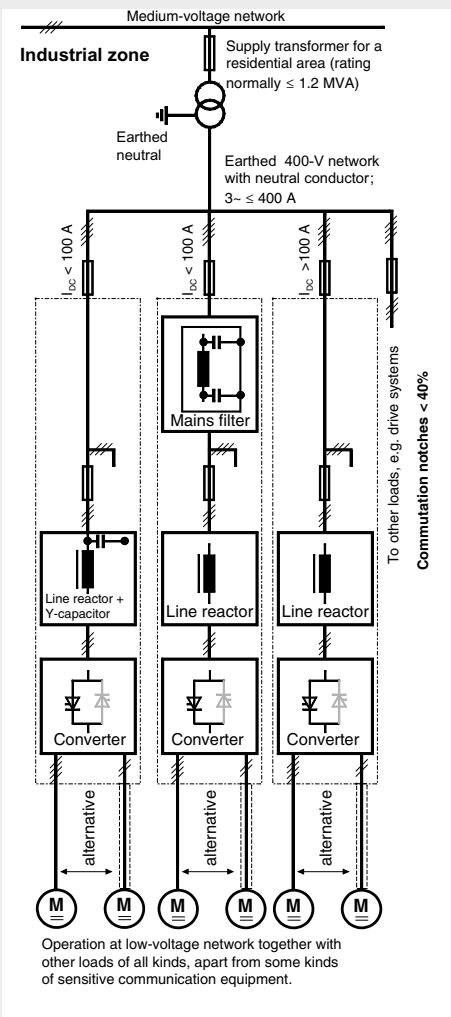 Medium-voltage network
Industrial zone
Supply transformer for a
residential area (rating
normally ≤ 1.2 MVA)
Earthed
neutral
Earthed 400-V network
with neutral conductor;
3~ ≤ 400 A
I_DC < 100 A
I_DC < 100 A
I_DC >100 A
Mains filter
To other loads, e.g. drive systems
Commutation notches < 40%
Line reactor +
Y-capacitor
Line reactor
Line reactor
Converter
Converter
Converter
alternative
alternative
alternative
M
M
M
M
M
M
Operation at low-voltage network together with
other loads of all kinds, apart from some kinds
of sensitive communication equipment.